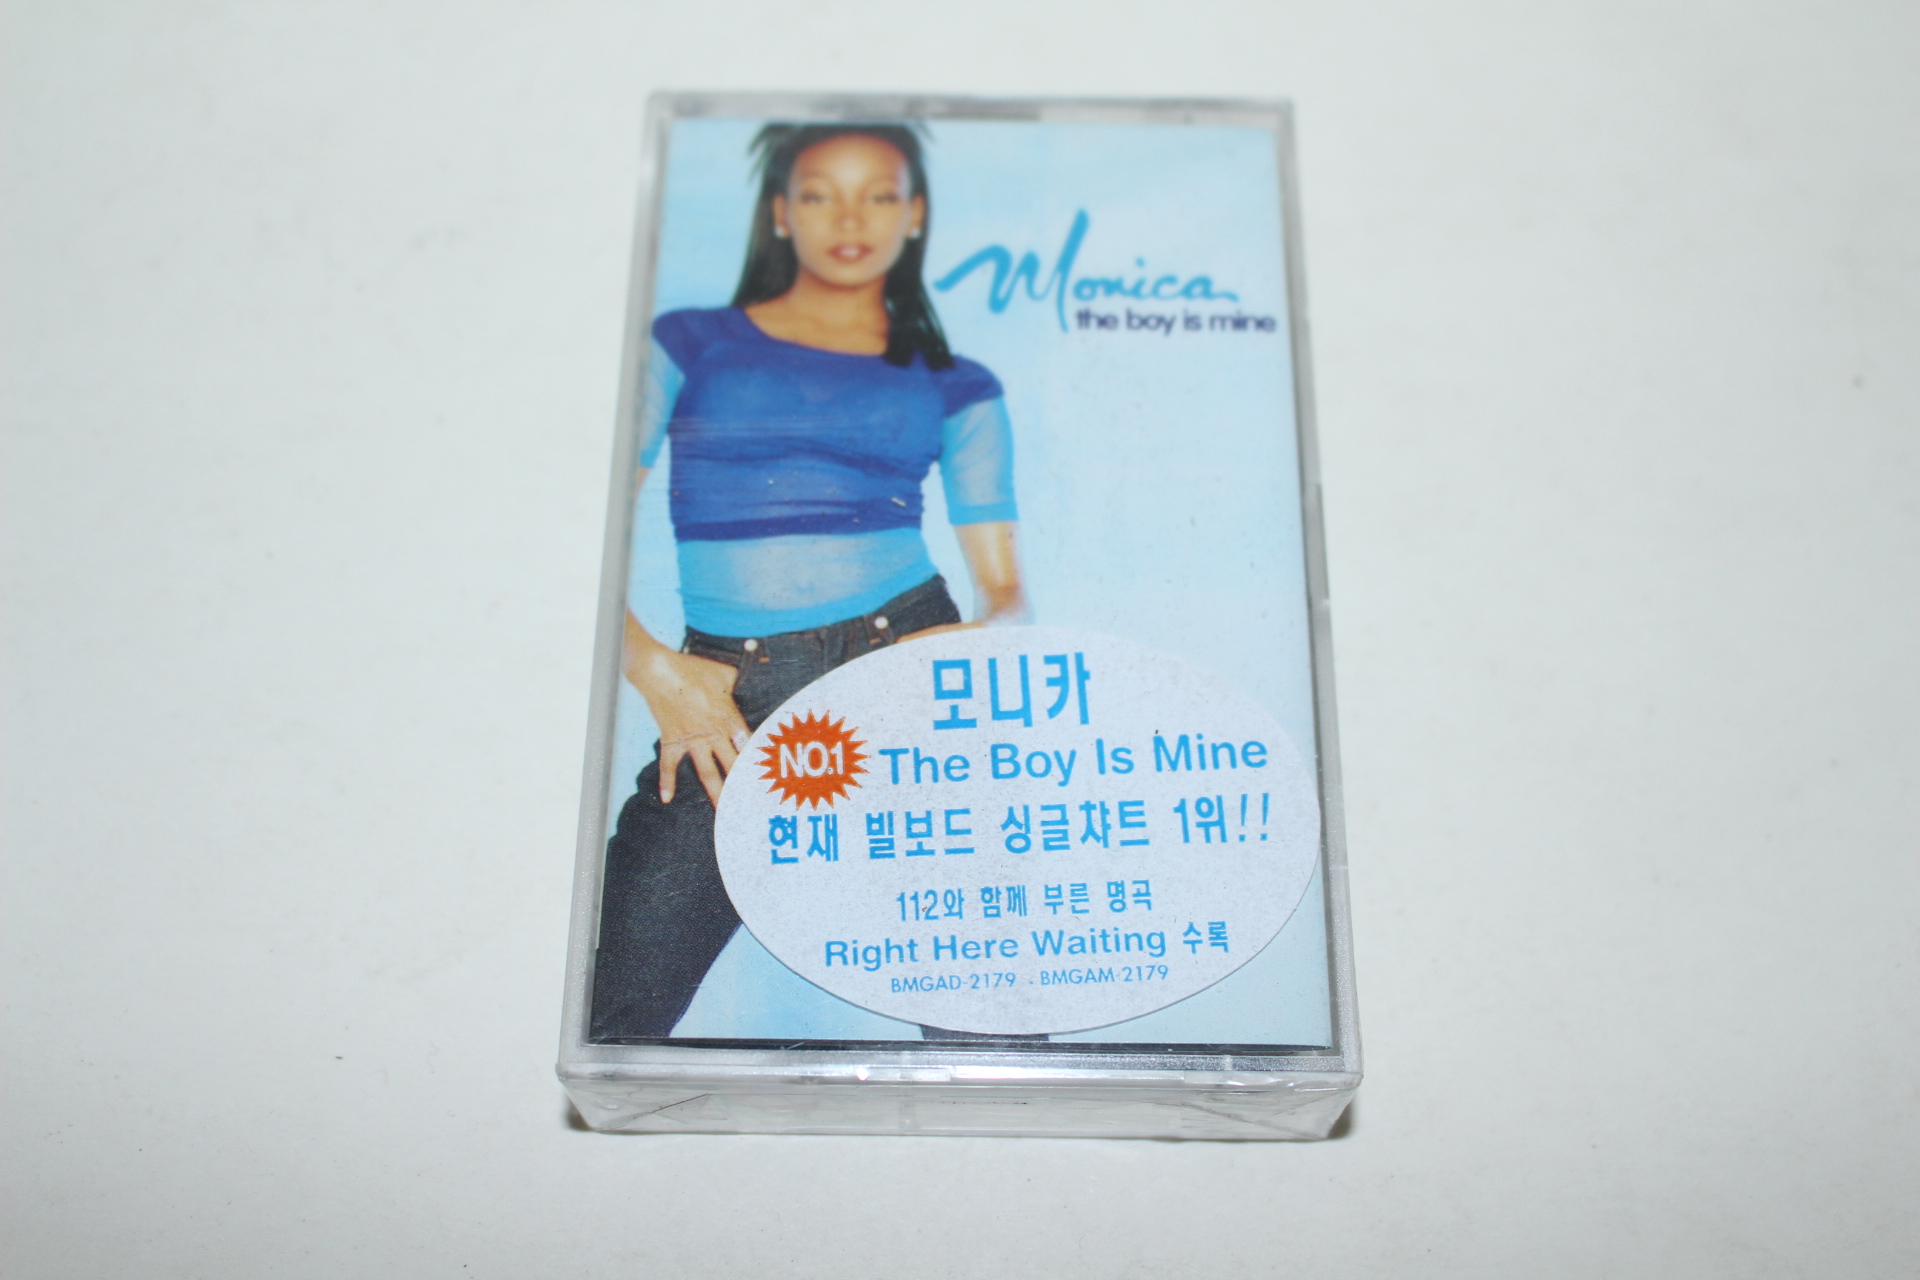 Monica
the boy is mine
모니카
NO.1 The Boy Is Mine
현재 빌보드 싱글챠트 1위!!
112와 함께 부른 명곡
Right Here Waiting 수록
BMGAD-2179 · BMGAM-2179